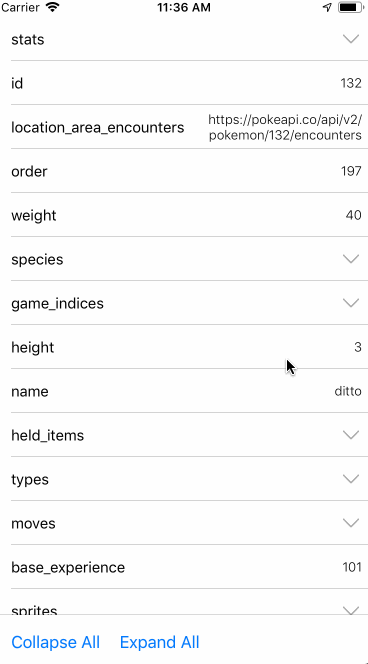 Carrier 11:36 AM
stats
id 132
location_area_encounters https://pokeapi.co/api/v2/
pokemon/132/encounters
order 197
weight 40
species
game_indices
height 3
name ditto
held_items
types
moves
base_experience 101
sprites
Collapse All Expand All